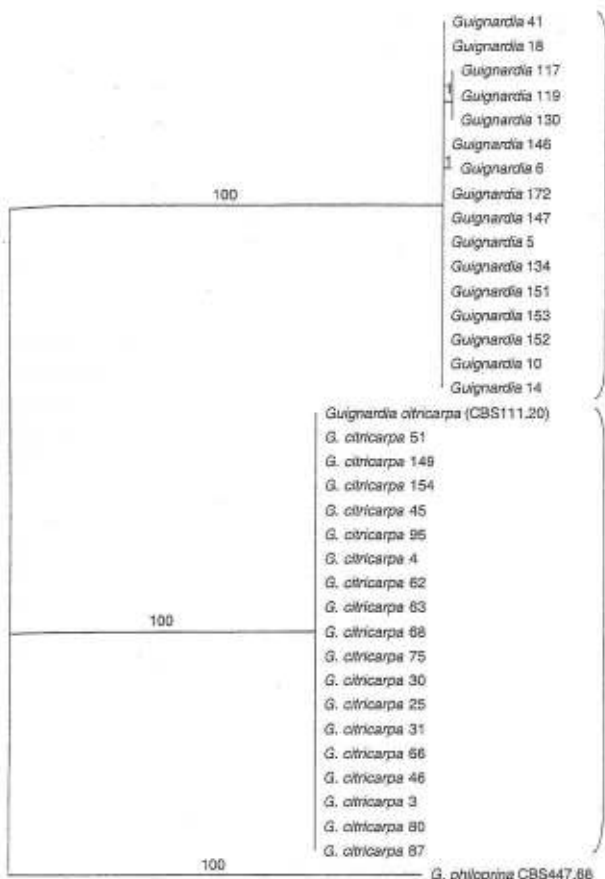 Guignardia 41
Guignardia 18
Guignardia 117
Guignardia 119
Guignardia 130
Guignardia 146
Guignardia 6
100
Guignardia 172
Guignardia 147
Guignardia 5
Guignardia 134
Guignardia 151
Guignardia 153
Guignardia 152
Guignardia 10
Guignardia 14
Guignardia citricarpa (CBS111.20)
G. citricarpa 51
G. citricarpa 149
G. citricarpa 154
G. citricarpa 45
G. citricarpa 95
G. citricarpa 4
G. citricarpa 62
G. citricarpa 63
100
G. citricarpa 68
G. citricarpa 75
G. citricarpa 30
G. citricarpa 25
G. citricarpa 31
G. citricarpa 66
G. citricarpa 46
G. citricarpa 3
G. citricarpa 80
G. citricarpa 87
100
G. philoprina CBS447.68